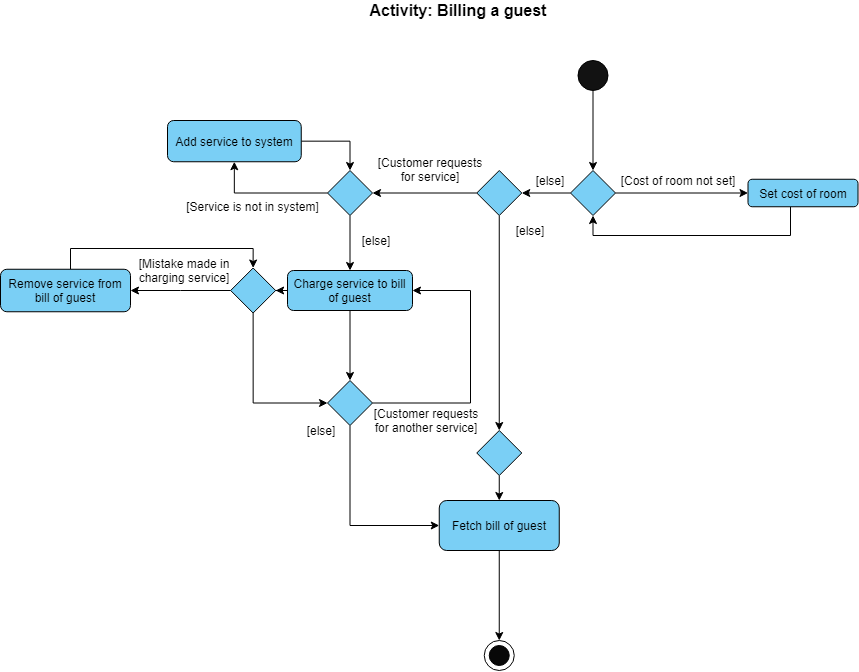 Activity: Billing a guest
Add service to system
[Customer requests
for service]
[else]
[Cost of room not set]
Set cost of room
[Service is not in system]
[else]
[else]
[Mistake made in
charging service]
Remove service from
bill of guest
Charge service to bill
of guest
[Customer requests
for another service]
[else]
Fetch bill of guest